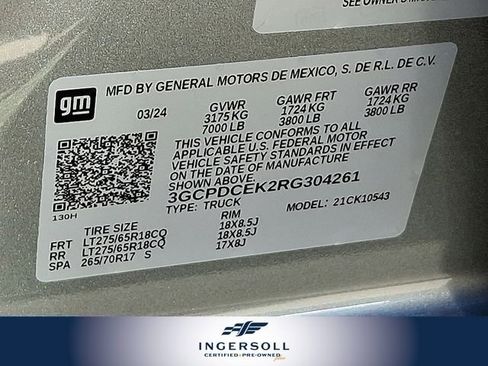 SEE OWNER'S
MFD BY GENERAL MOTORS DE MEXICO, S. DE R.L. DE C.V.
gm
03/24 GVWR GAWR FRT GAWR RR
3175 KG 1724 KG 1724 KG
7000 LB 3800 LB 3800 LB
THIS VEHICLE CONFORMS TO ALL
APPLICABLE U.S. FEDERAL MOTOR
VEHICLE SAFETY STANDARDS IN EFFECT
ON THE DATE OF MANUFACTURE
SHOWN ABOVE.
3GCPDCEK2RG304261
130H
TYPE: TRUCK MODEL: 21CK10543
TIRE SIZE RIM
FRT LT275/65R18CQ 18X8.5J
RR LT275/65R18CQ 18X8.5J
SPA 265/70R17 S 17X8J
INGERSOLL
CERTIFIED · PRE-OWNED